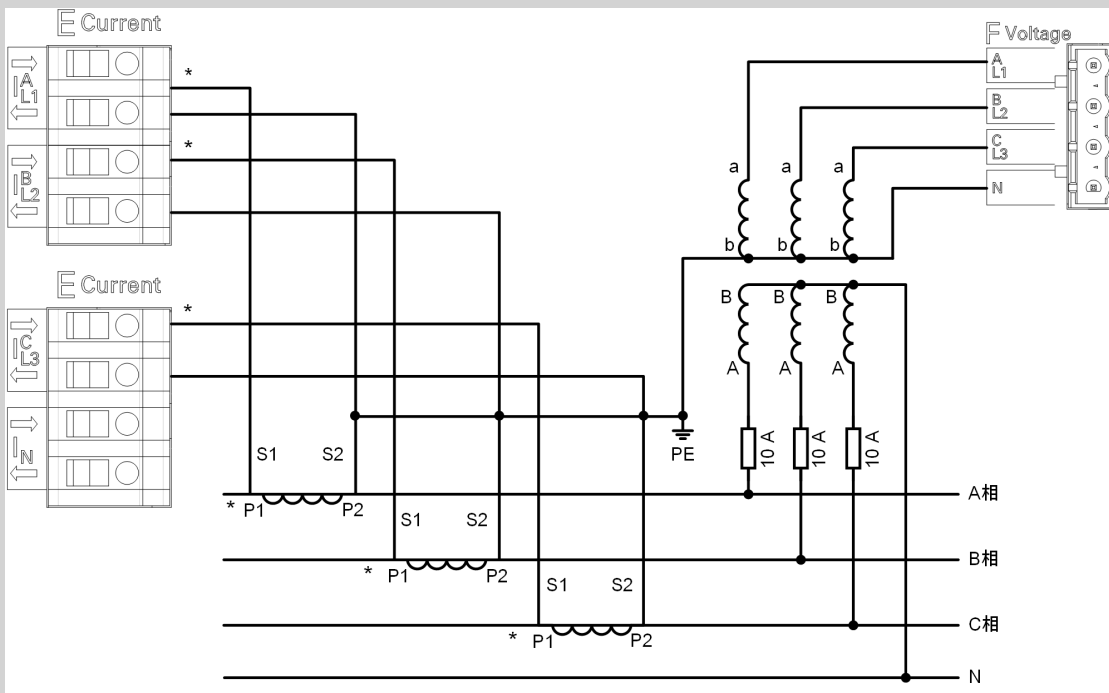 E Current
*
I A L1
*
I B L2
E Current
*
I C L3
I N
F Voltage
A
L1
B
L2
C
L3
N
a a a
b b b
B B B
A A A
10 A 10 A 10 A
PE
S1 S2
* P1 P2
A相
S1 S2
* P1 P2
B相
S1 S2
* P1 P2
C相
N